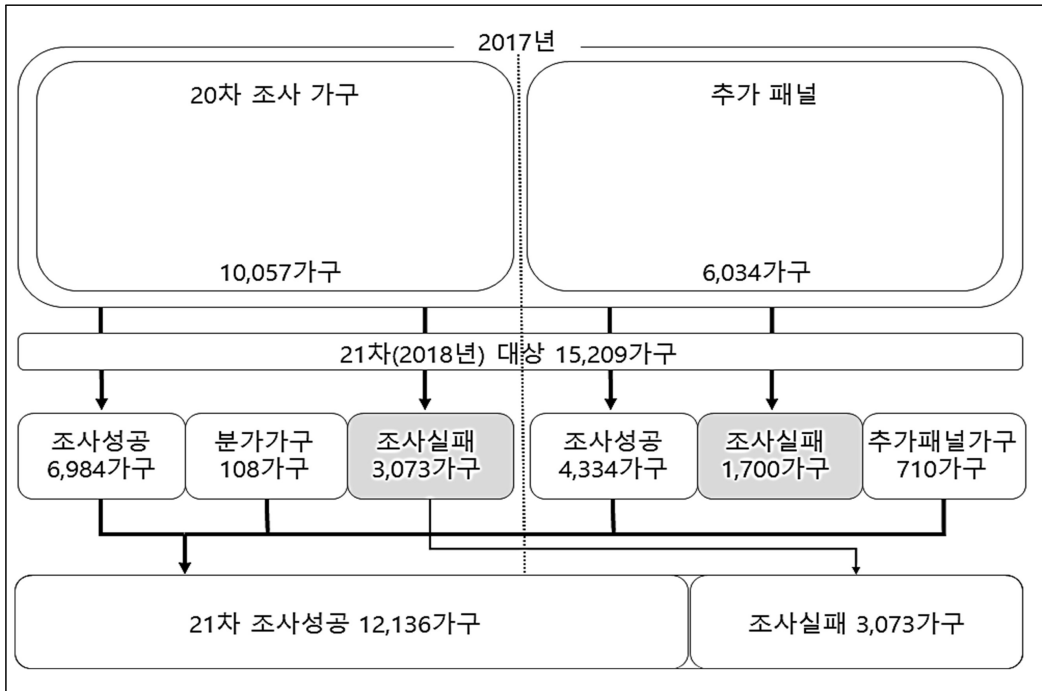 2017년
20차 조사 가구
추가 패널
10,057가구
6,034가구
21차(2018년) 대상 15,209가구
조사성공
6,984가구
분가가구
108가구
조사실패
3,073가구
조사성공
4,334가구
조사실패
1,700가구
추가패널가구
710가구
21차 조사성공 12,136가구
조사실패 3,073가구